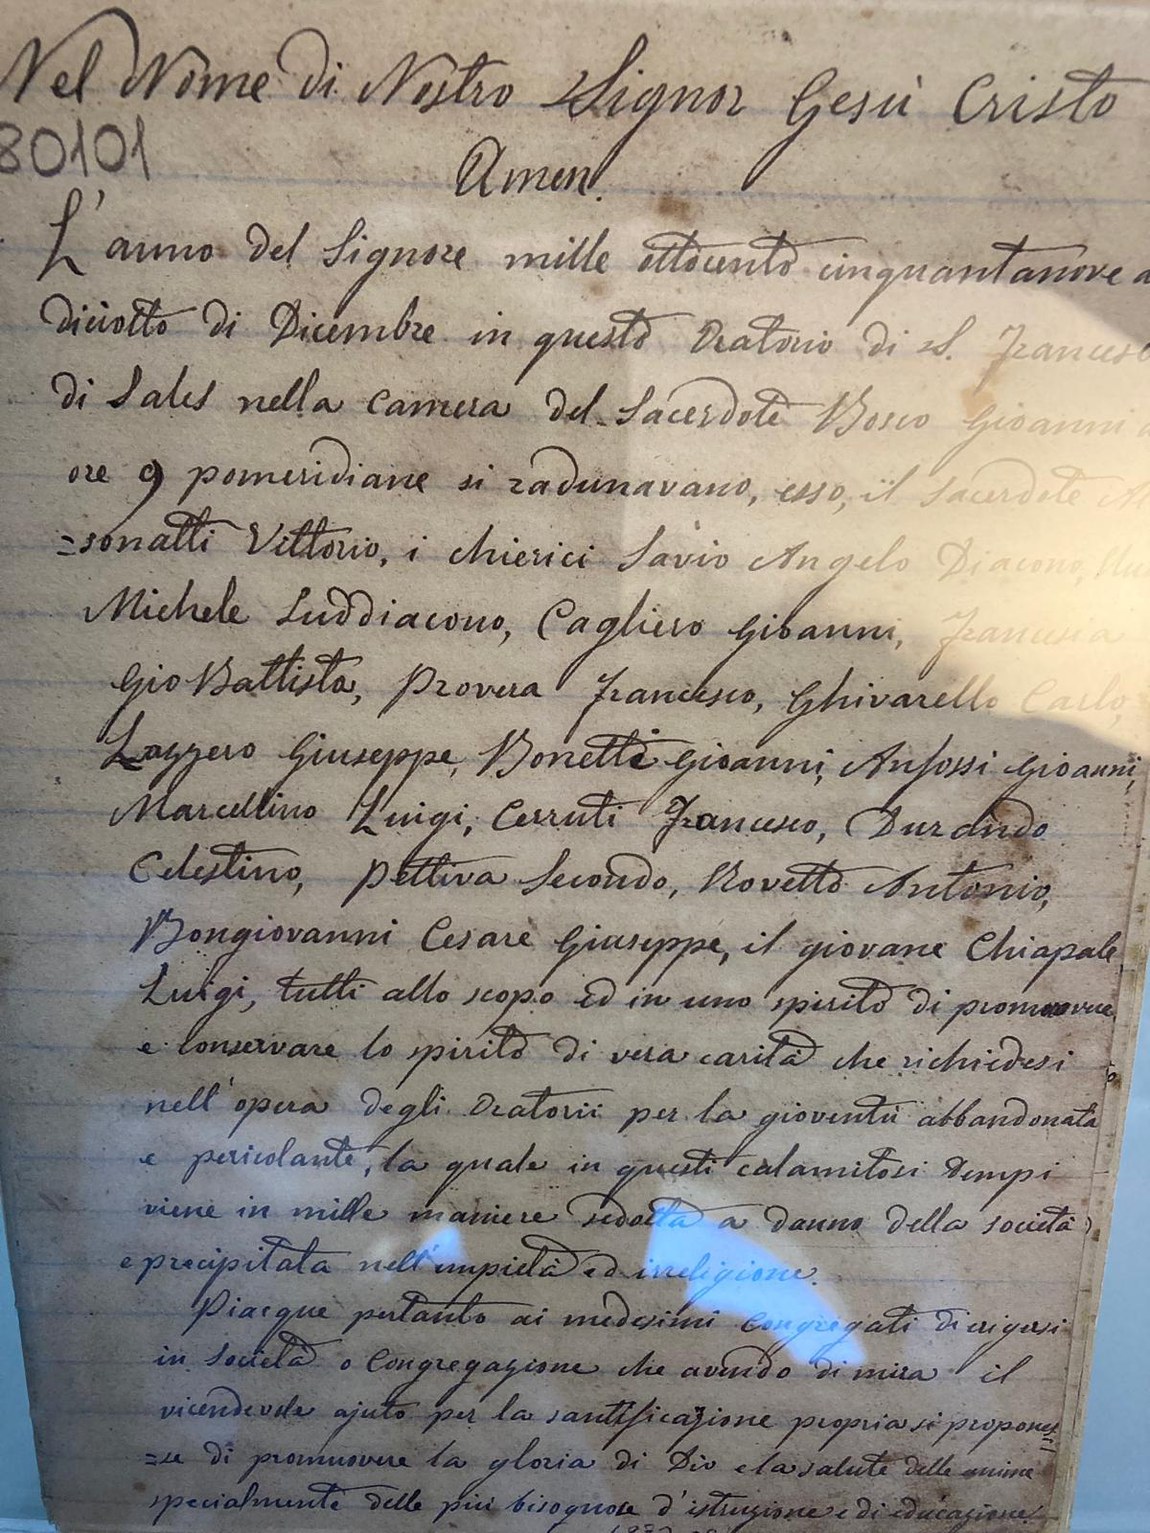 Nel Nome di Nostro Signor Gesù Cristo
80101
Amen.
L'anno del Signore mille ottocento cinquantanove
diciotto di Dicembre in questo Oratorio di S. Francesco
di Sales nella camera del Sacerdote Bosco Gioanni
ore 9 pomeridiane si radunavano, esso, il Sacerdote Al
=sonatti Vittorio, i chierici Savio Angelo Diacono,
Michele Suddiacono, Cagliero Gioanni, Francesia
Gio Battista, Provera Francesco, Ghivarello Carlo,
Lazzero Giuseppe, Bonetti Gioanni, Anfossi Gioanni,
Marcellino Luigi, Cerruti Francesco, Durando
Celestino, Pettiva Secondo, Rovetto Antonio,
Bongiovanni Cesare Giuseppe, il giovane Chiapale
Luigi, tutti allo scopo ed in uno spirito di promuovere
e conservare lo spirito di vera carità che richiedesi
nell'opera degli Oratorii per la gioventù abbandonata
e pericolante, la quale in questi calamitosi tempi
viene in mille maniere sedotta a danno della società
e precipitata nell'empietà ed irreligione.
Piacque pertanto ai medesimi Congregati di erigersi
in Società o Congregazione che avendo di mira il
vicendevole ajuto per la santificazione propria si propones
=se di promuovere la gloria di Dio e la salute delle anime
specialmente delle più bisognose d'istruzione e di educazione